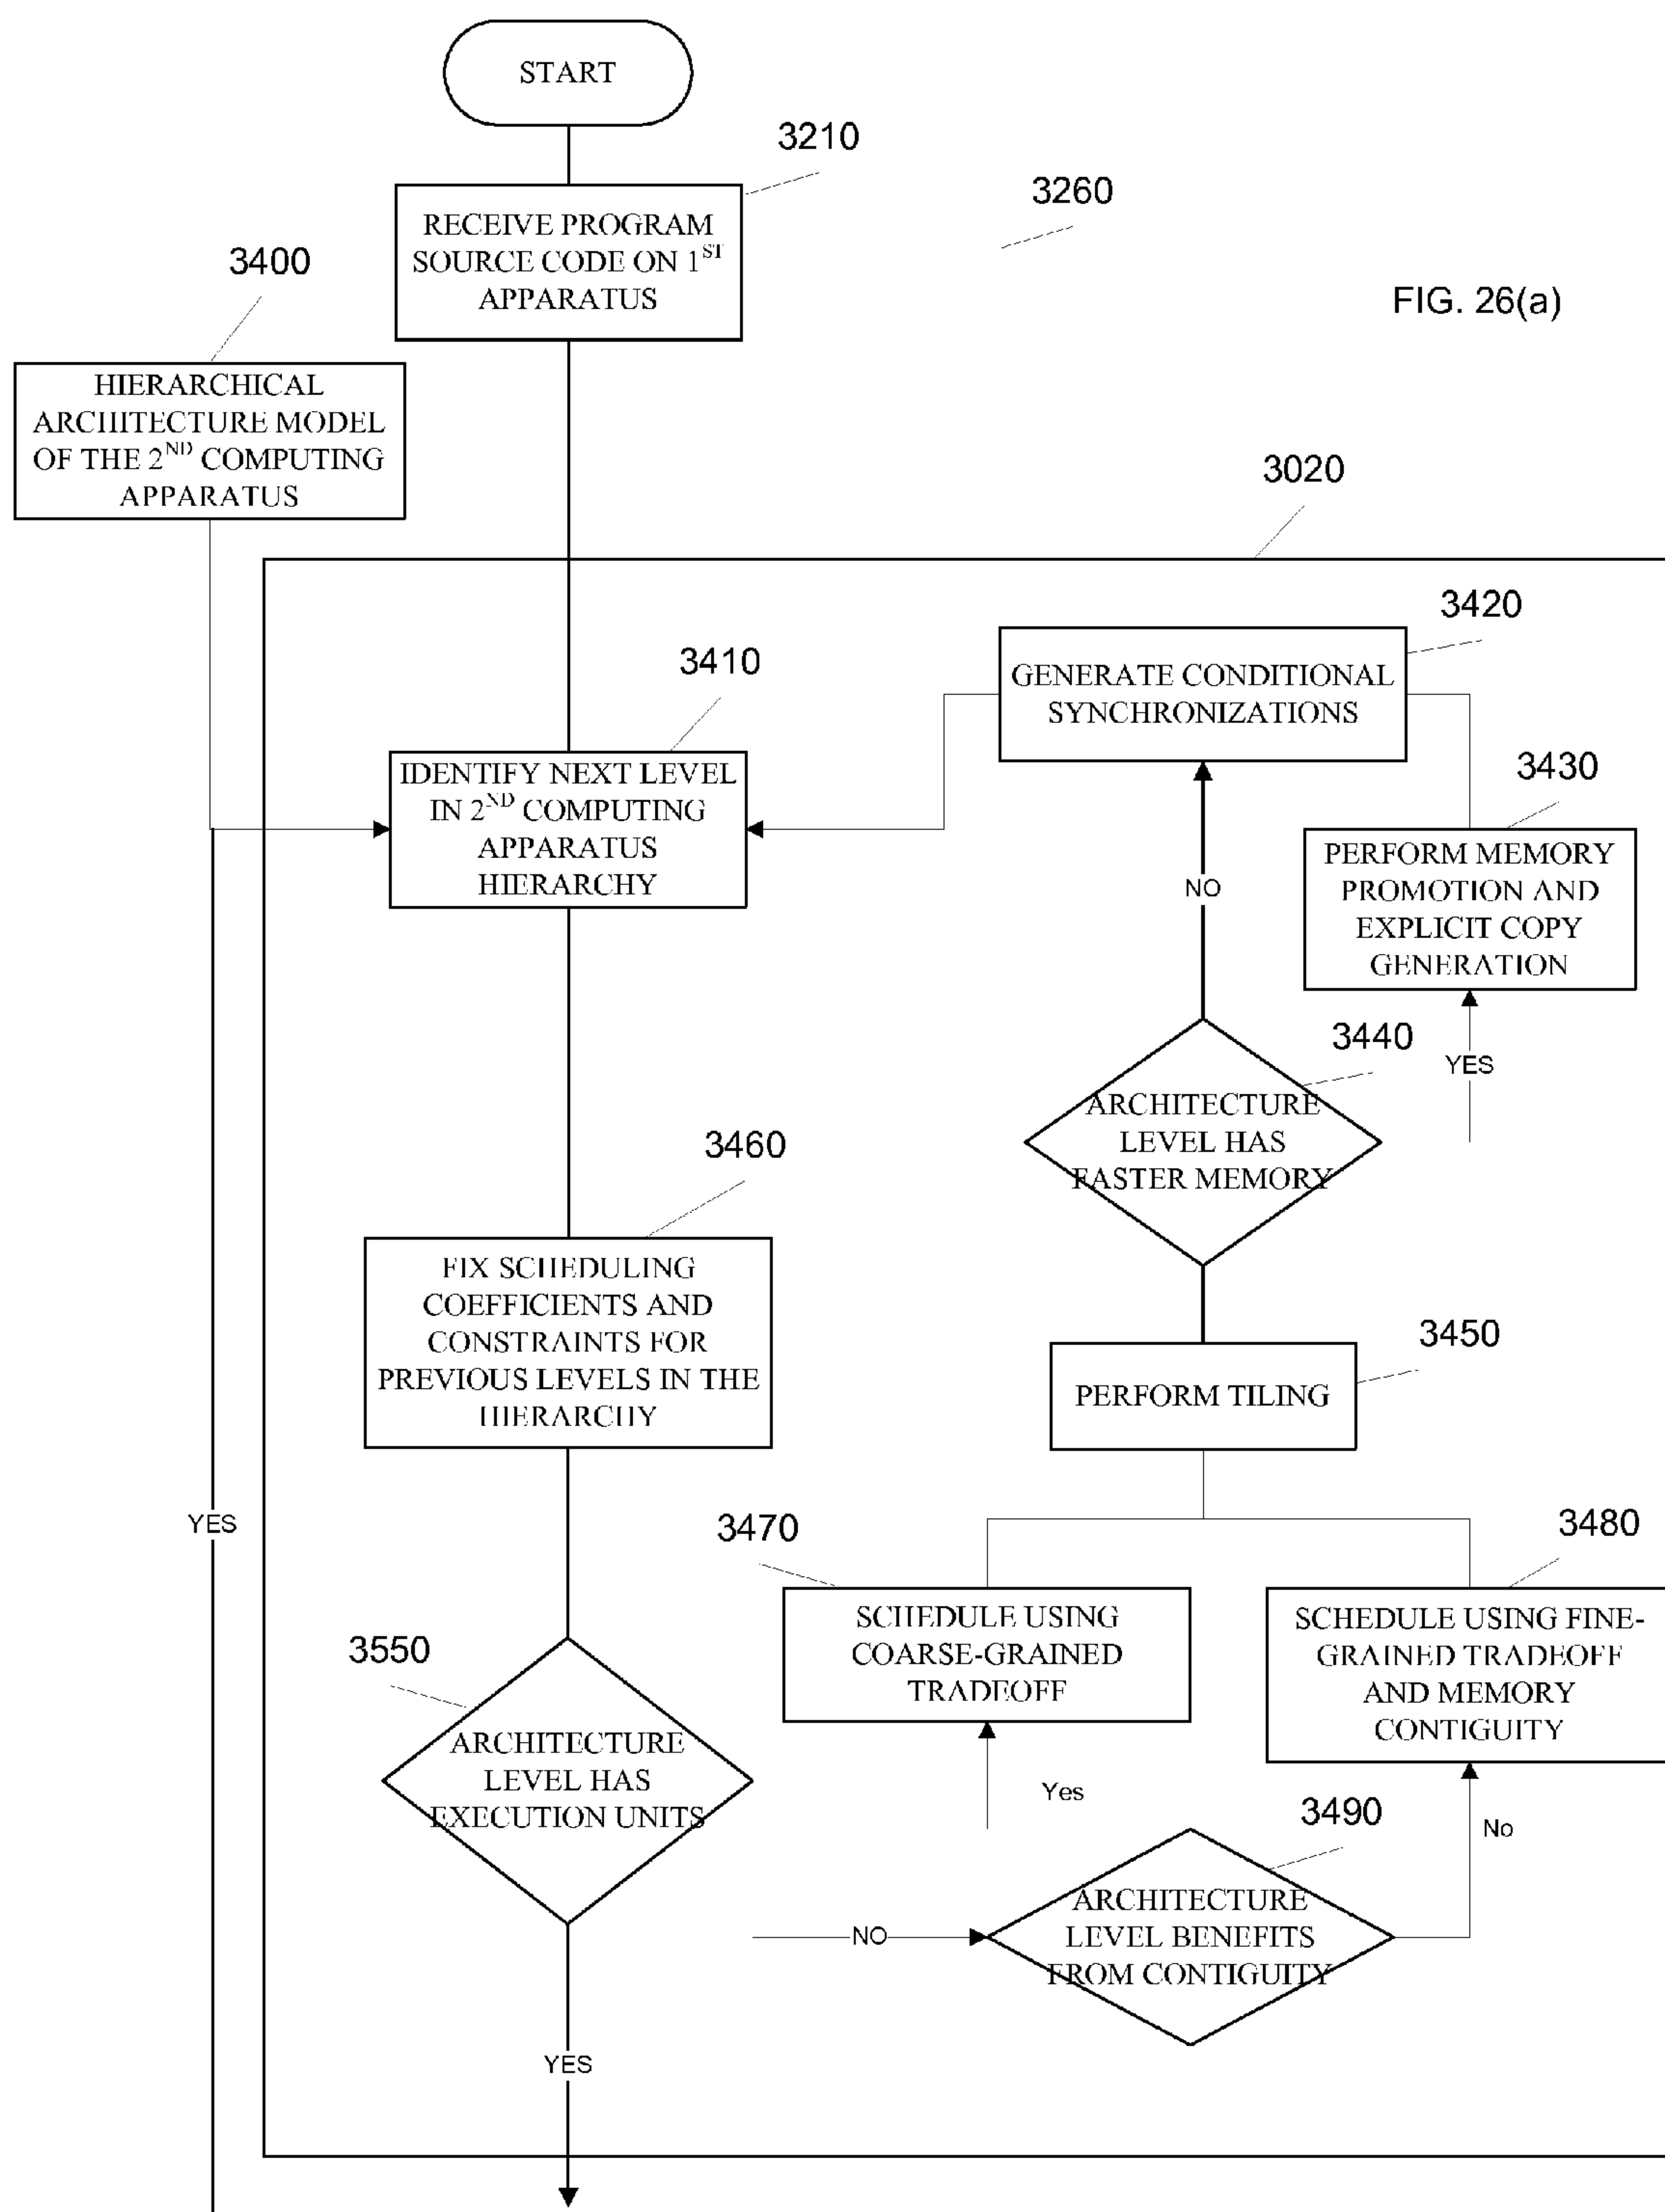 START
3210
RECEIVE PROGRAM
SOURCE CODE ON 1ST
APPARATUS
3260
FIG. 26(a)
3400
HIERARCHICAL
ARCHITECTURE MODEL
OF THE 2ND COMPUTING
APPARATUS
3020
3420
GENERATE CONDITIONAL
SYNCHRONIZATIONS
3410
IDENTIFY NEXT LEVEL
IN 2ND COMPUTING
APPARATUS
HIERARCHY
3430
PERFORM MEMORY
PROMOTION AND
EXPLICIT COPY
GENERATION
NO
3440
YES
ARCHITECTURE
LEVEL HAS
FASTER MEMORY
3460
FIX SCHEDULING
COEFFICIENTS AND
CONSTRAINTS FOR
PREVIOUS LEVELS IN THE
HIERARCHY
3450
PERFORM TILING
YES
3470
SCHEDULE USING
COARSE-GRAINED
TRADEOFF
3480
SCHEDULE USING FINE-
GRAINED TRADEOFF
AND MEMORY
CONTIGUITY
3550
ARCHITECTURE
LEVEL HAS
EXECUTION UNITS
Yes
3490
No
ARCHITECTURE
LEVEL BENEFITS
FROM CONTIGUITY
NO
YES